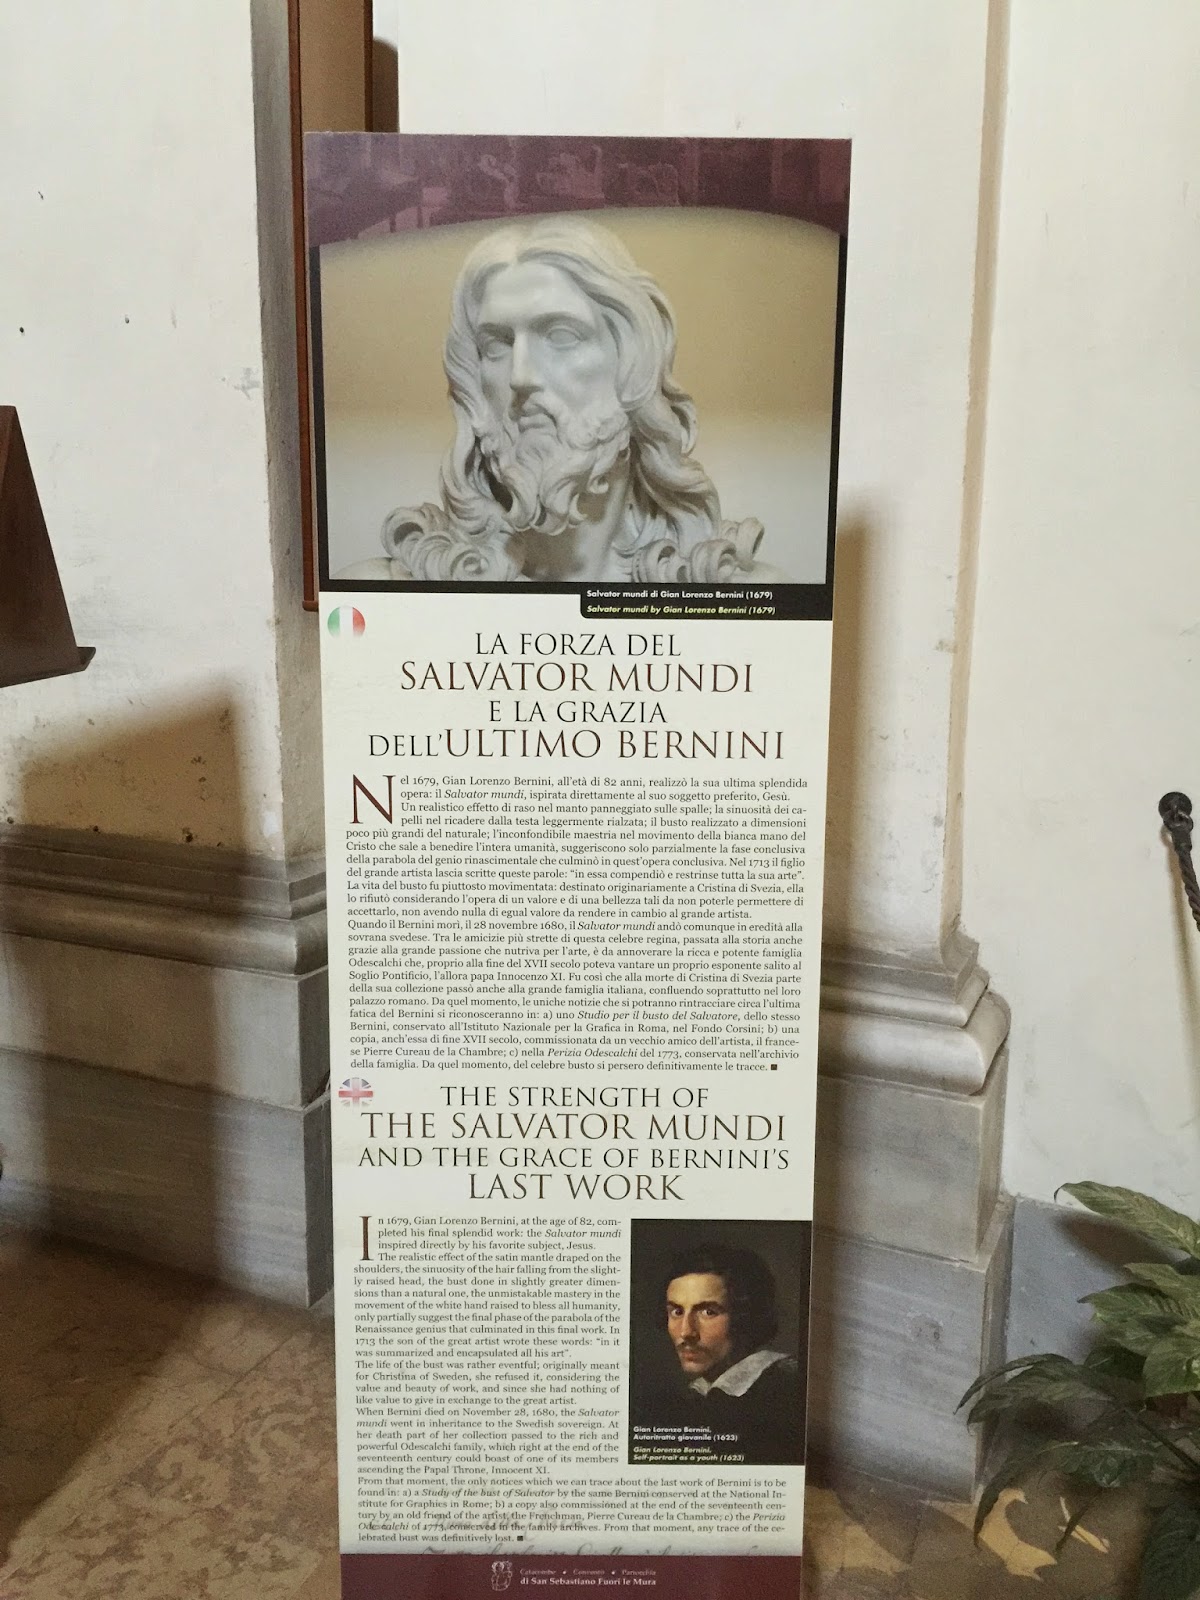 Salvator mundi di Gian Lorenzo Bernini (1679)
Salvator mundi by Gian Lorenzo Bernini (1679)
LA FORZA DEL
SALVATOR MUNDI
E LA GRAZIA
DELL'ULTIMO BERNINI
Nel 1679, Gian Lorenzo Bernini, all'età di 82 anni, realizzò la sua ultima splendida
opera: il Salvator mundi, ispirata direttamente al suo soggetto preferito, Gesù.
Un realistico effetto di raso nel manto panneggiato sulle spalle; la sinuosità dei ca-
pelli nel ricadere dalla testa leggermente rialzata; il busto realizzato a dimensioni
poco più grandi del naturale; l'inconfondibile maestria nel movimento della bianca mano del
Cristo che sale a benedire l'intera umanità, suggeriscono solo parzialmente la fase conclusiva
della parabola del genio rinascimentale che culminò in quest'opera conclusiva. Nel 1713 il figlio
del grande artista lascia scritte queste parole: "in essa compendiò e restrinse tutta la sua arte".
La vita del busto fu piuttosto movimentata: destinato originariamente a Cristina di Svezia, ella
lo rifiutò considerando l'opera di un valore e di una bellezza tali da non poterle permettere di
accettarlo, non avendo nulla di egual valore da rendere in cambio al grande artista.
Quando il Bernini morì, il 28 novembre 1680, il Salvator mundi andò comunque in eredità alla
sovrana svedese. Tra le amicizie più strette di questa celebre regina, passata alla storia anche
grazie alla grande passione che nutriva per l'arte, è da annoverare la ricca e potente famiglia
Odescalchi che, proprio alla fine del XVII secolo poteva vantare un proprio esponente salito al
Soglio Pontificio, l'allora papa Innocenzo XI. Fu così che alla morte di Cristina di Svezia parte
della sua collezione passò anche alla grande famiglia italiana, confluendo soprattutto nel loro
palazzo romano. Da quel momento, le uniche notizie che si potranno rintracciare circa l'ultima
fatica del Bernini si riconosceranno in: a) uno Studio per il busto del Salvatore, dello stesso
Bernini, conservato all'Istituto Nazionale per la Grafica in Roma, nel Fondo Corsini; b) una
copia, anch'essa di fine XVII secolo, commissionata da un vecchio amico dell'artista, il france-
se Pierre Cureau de la Chambre; c) nella Perizia Odescalchi del 1773, conservata nell'archivio
della famiglia. Da quel momento, del celebre busto si persero definitivamente le tracce. ■
THE STRENGTH OF
THE SALVATOR MUNDI
AND THE GRACE OF BERNINI'S
LAST WORK
In 1679, Gian Lorenzo Bernini, at the age of 82, com-
pleted his final splendid work: the Salvator mundi
inspired directly by his favorite subject, Jesus.
The realistic effect of the satin mantle draped on the
shoulders, the sinuosity of the hair falling from the slight-
ly raised head, the bust done in slightly greater dimen-
sions than a natural one, the unmistakable mastery in the
movement of the white hand raised to bless all humanity,
only partially suggest the final phase of the parabola of the
Renaissance genius that culminated in this final work. In
1713 the son of the great artist wrote these words: "in it
was summarized and encapsulated all his art".
The life of the bust was rather eventful; originally meant
for Christina of Sweden, she refused it, considering the
value and beauty of work, and since she had nothing of
like value to give in exchange to the great artist.
When Bernini died on November 28, 1680, the Salvator
mundi went in inheritance to the Swedish sovereign. At
her death part of her collection passed to the rich and
powerful Odescalchi family, which right at the end of the
seventeenth century could boast of one of its members
ascending the Papal Throne, Innocent XI.
From that moment, the only notices which we can trace about the last work of Bernini is to be
found in: a) a Study of the bust of Salvator by the same Bernini conserved at the National In-
stitute for Graphics in Rome; b) a copy also commissioned at the end of the seventeenth cen-
tury by an old friend of the artist, the Frenchman, Pierre Cureau de la Chambre; c) the Perizia
Odescalchi of 1773, conserved in the family archives. From that moment, any trace of the ce-
lebrated bust was definitively lost. ■
Gian Lorenzo Bernini.
Autoritratto giovanile (1623)
Gian Lorenzo Bernini.
Self-portrait as a youth (1623)
Catacombe • Convento • Parrocchia
di San Sebastiano Fuori le Mura